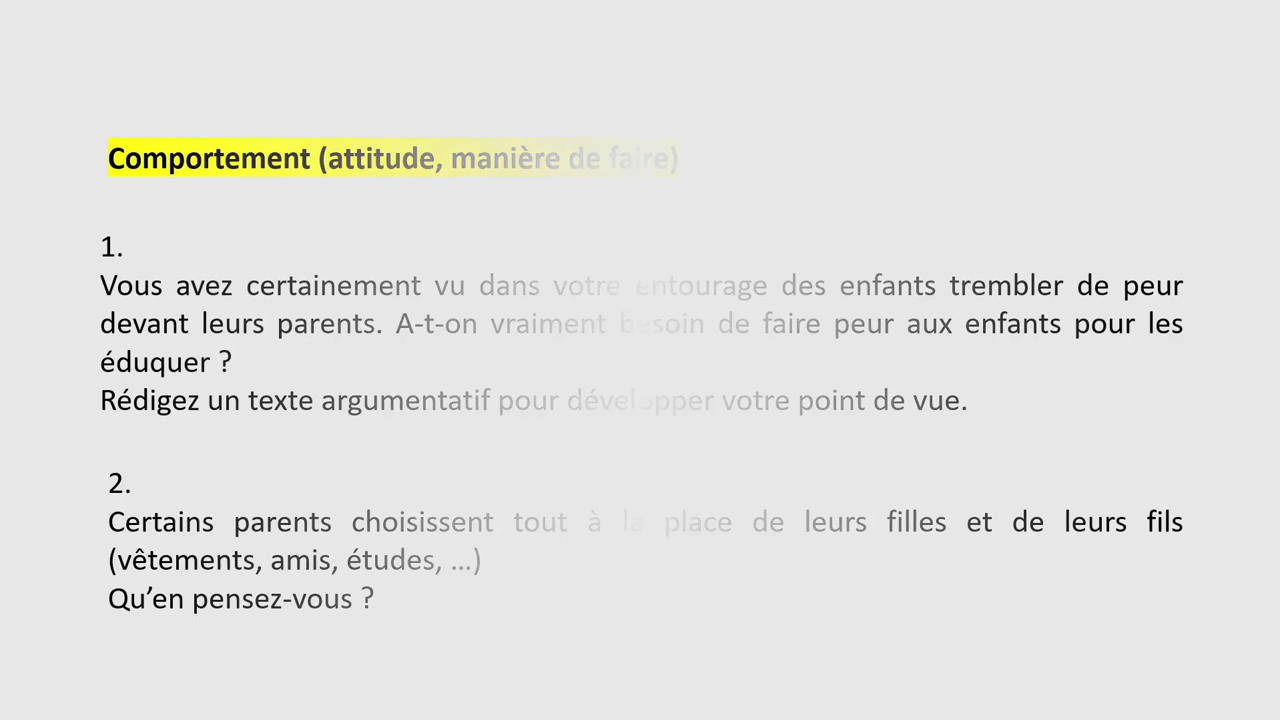 Comportement (attitude, manière de faire)
1.
Vous avez certainement vu dans votre entourage des enfants trembler de peur
devant leurs parents. A-t-on vraiment besoin de faire peur aux enfants pour les
éduquer ?
Rédigez un texte argumentatif pour développer votre point de vue.
2.
Certains parents choisissent tout à la place de leurs filles et de leurs fils
(vêtements, amis, études, …)
Qu’en pensez-vous ?